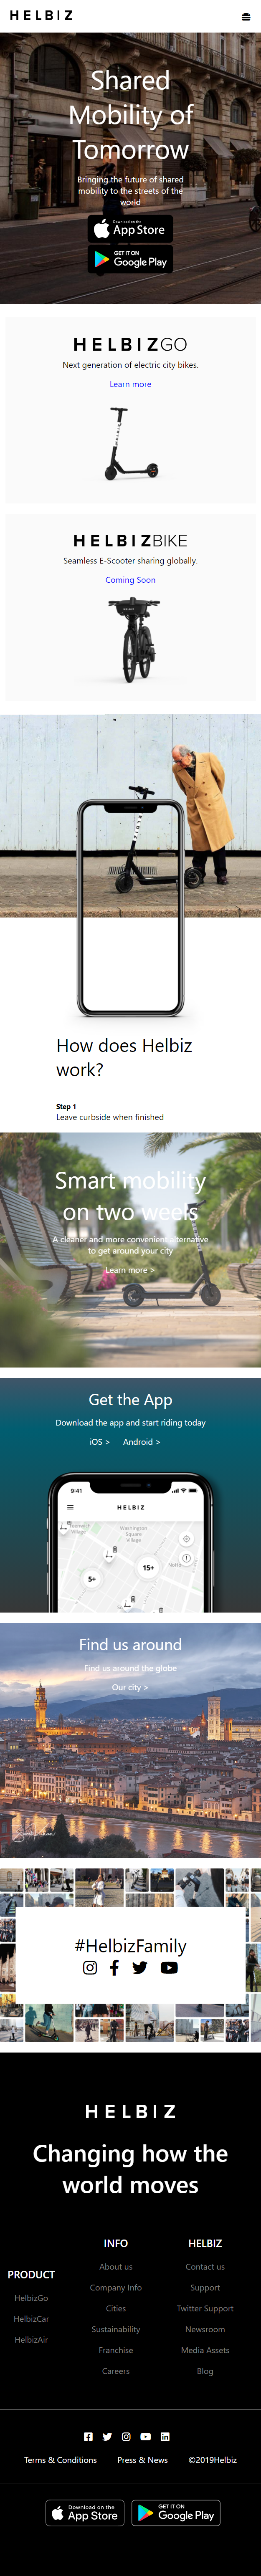 HELBIZ
Shared
Mobility of
Tomorrow
Bringing the future of shared
mobility to the streets of the
world
Download on the
App Store
GET IT ON
Google Play
HELBIZGO
Next generation of electric city bikes.
Learn more
HELBIZBIKE
Seamless E-Scooter sharing globally.
Coming Soon
How does Helbiz
work?
Step 1
Leave curbside when finished
Smart mobility
on two weels
A cleaner and more convenient alternative
to get around your city
Learn more >
Get the App
Download the app and start riding today
iOS > Android >
9:41
HELBIZ
Washington
Square
Village
Village
15+
5+
Find us around
Find us around the globe
Our city >
#HelbizFamily
HELBIZ
Changing how the
world moves
PRODUCT
HelbizGo
HelbizCar
HelbizAir
INFO
About us
Company Info
Cities
Sustainability
Franchise
Careers
HELBIZ
Contact us
Support
Twitter Support
Newsroom
Media Assets
Blog
Terms & Conditions Press & News ©2019Helbiz
Download on the
App Store
GET IT ON
Google Play